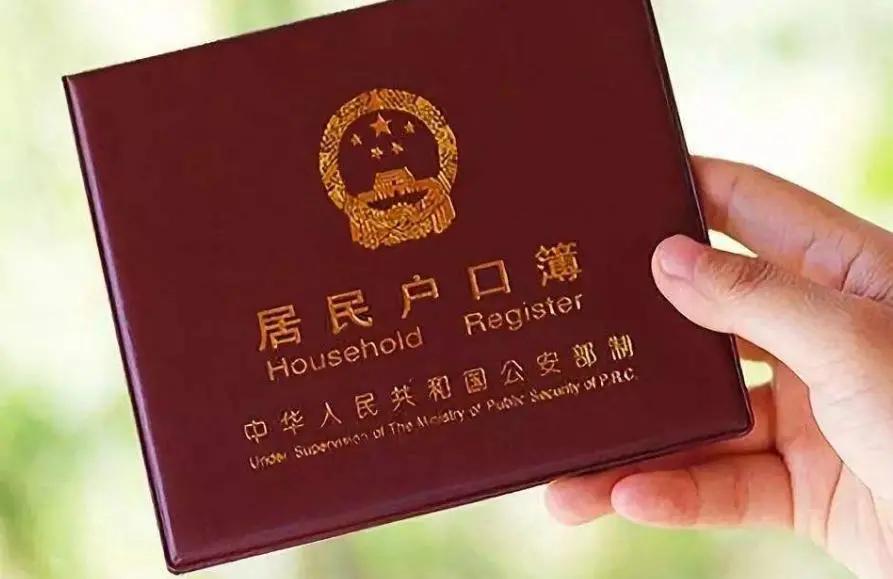 居民户口簿
Household Register
中华人民共和国公安部制
Under Supervision of The Ministry of Public Security of P.R.C.